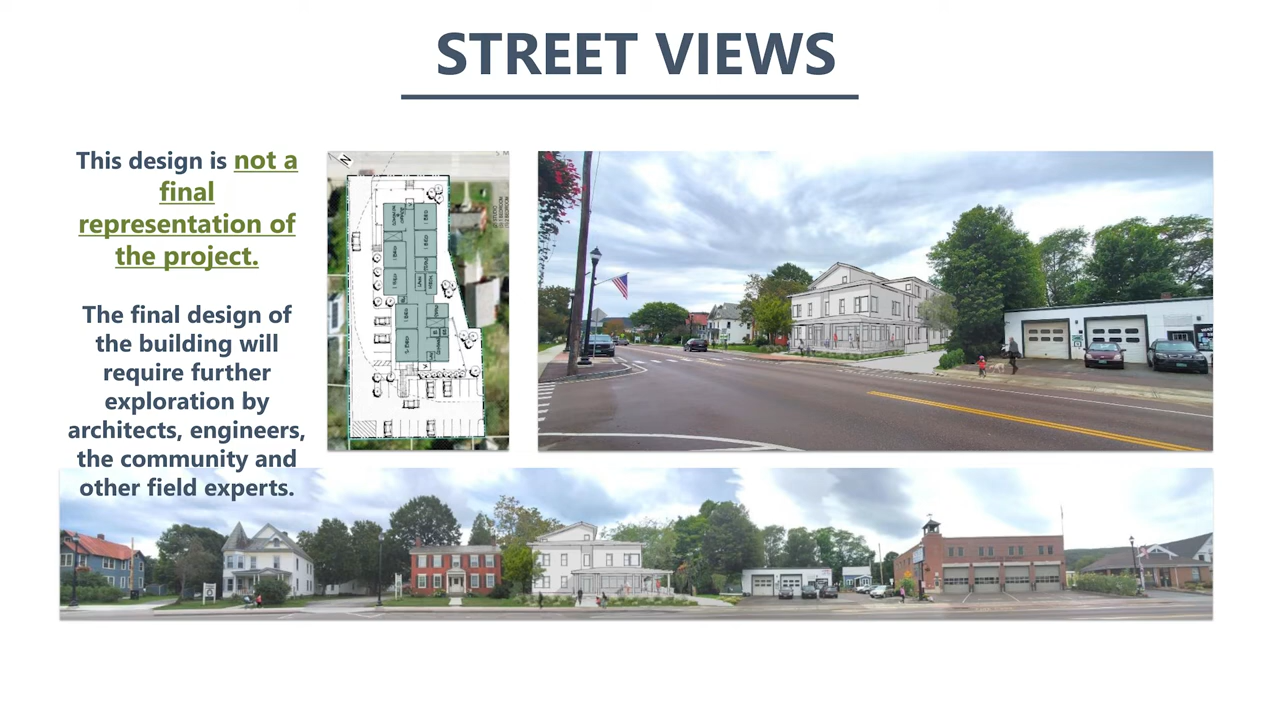 STREET VIEWS
This design is not a
final
representation of
the project.
The final design of
the building will
require further
exploration by
architects, engineers,
the community and
other field experts.
N